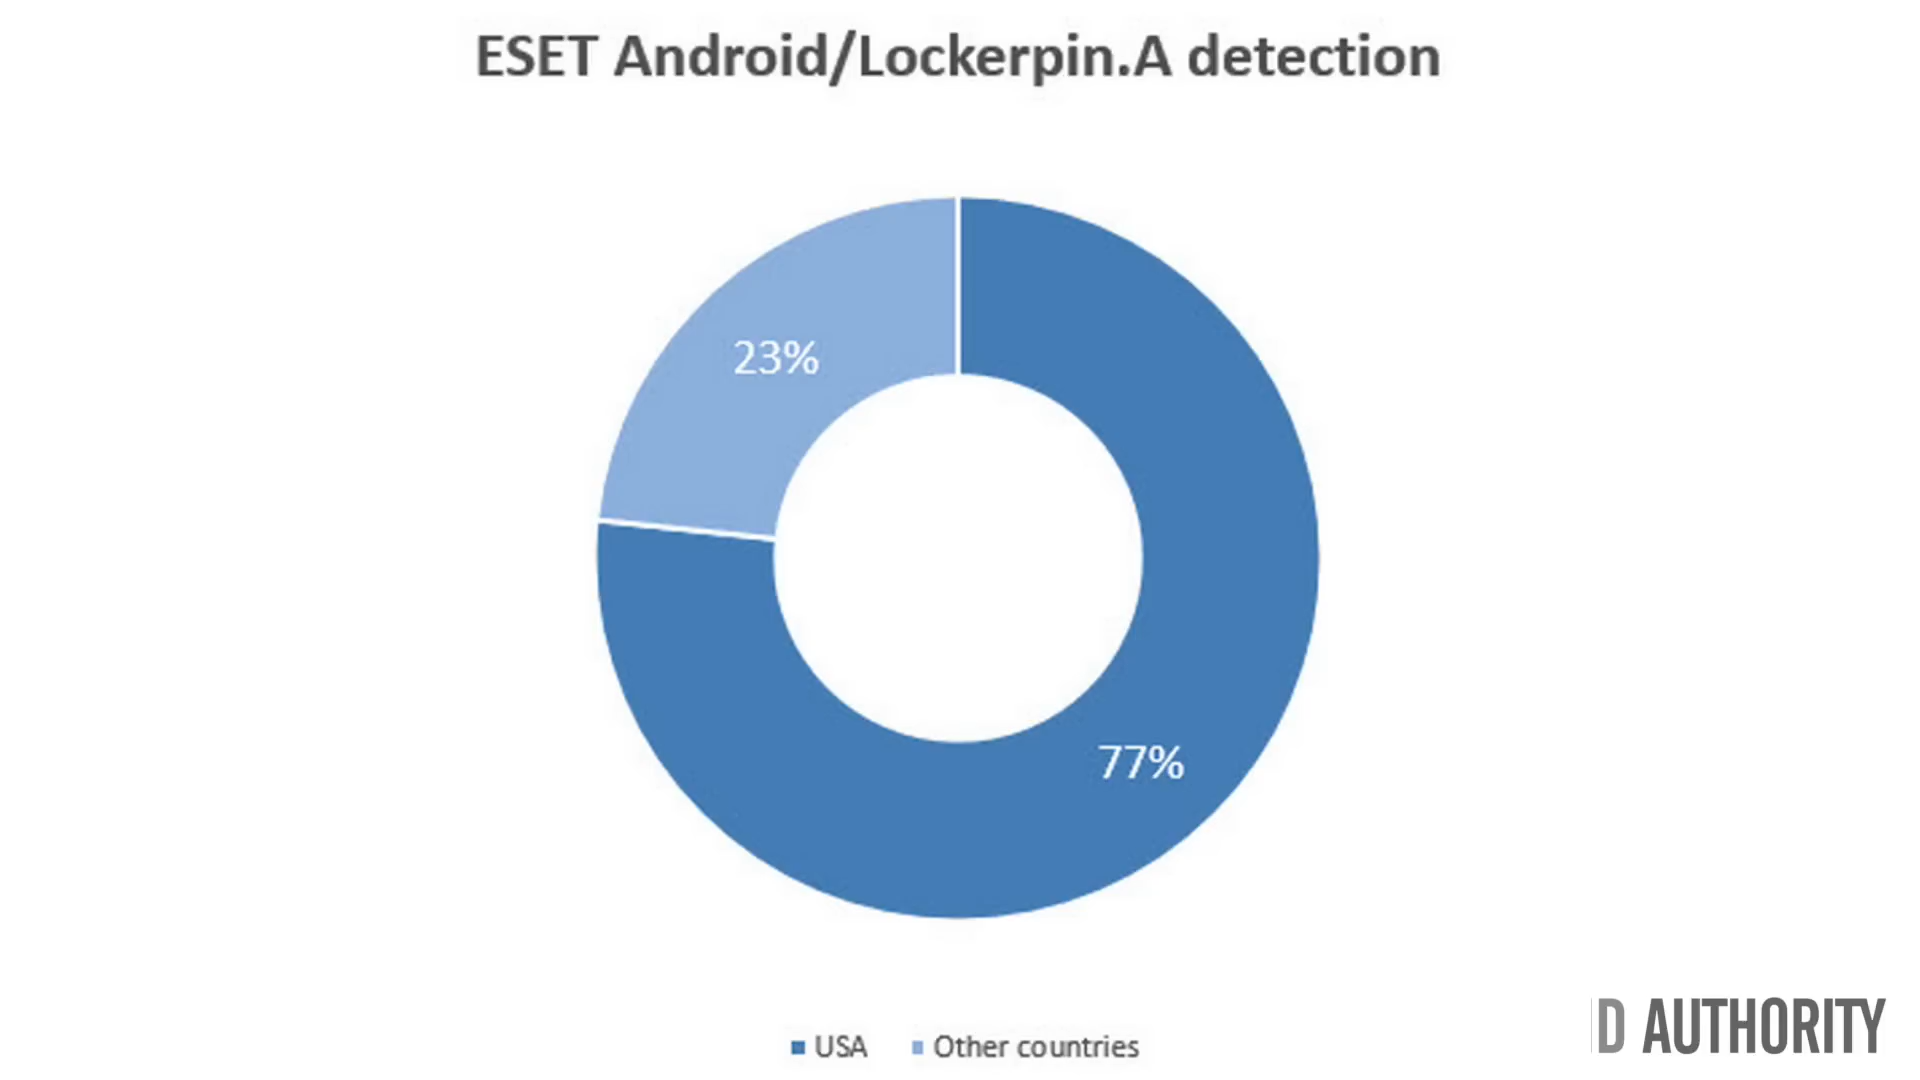 ESET Android/Lockerpin.A detection
23%
77%
USA
Other countries
D AUTHORITY